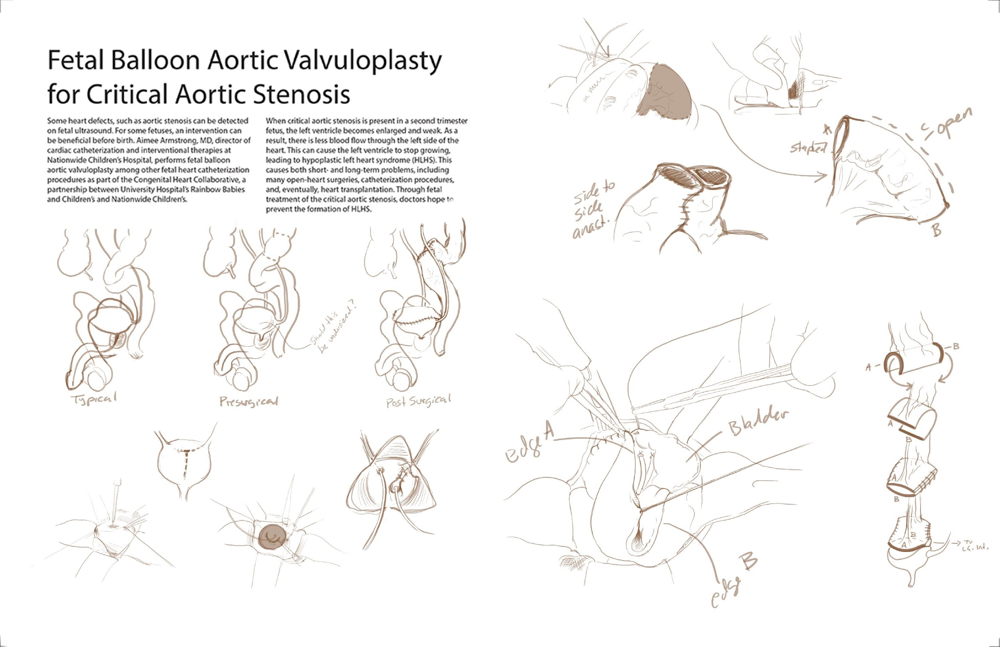 Fetal Balloon Aortic Valvuloplasty
for Critical Aortic Stenosis
Some heart defects, such as aortic stenosis can be detected
on fetal ultrasound. For some fetuses, an intervention can
be beneficial before birth. Aimee Armstrong, MD, director of
cardiac catheterization and interventional therapies at
Nationwide Children's Hospital, performs fetal balloon
aortic valvuloplasty among other fetal heart catheterization
procedures as part of the Congenital Heart Collaborative, a
partnership between University Hospital's Rainbow Babies
and Children's and Nationwide Children's.
When critical aortic stenosis is present in a second trimester
fetus, the left ventricle becomes enlarged and weak. As a
result, there is less blood flow through the left side of the
heart. This can cause the left ventricle to stop growing,
leading to hypoplastic left heart syndrome (HLHS). This
causes both short- and long-term problems, including
many open-heart surgeries, catheterization procedures,
and, eventually, heart transplantation. Through fetal
treatment of the critical aortic stenosis, doctors hope to
prevent the formation of HLHS.
Should this
be undersized?
Typical
Presurgical
Post Surgical
A
stapled
open
B
side to
side
anast.
Edge A
Bladder
edge B
A
B
A
B
A
B
B
A
To
LG. Int.